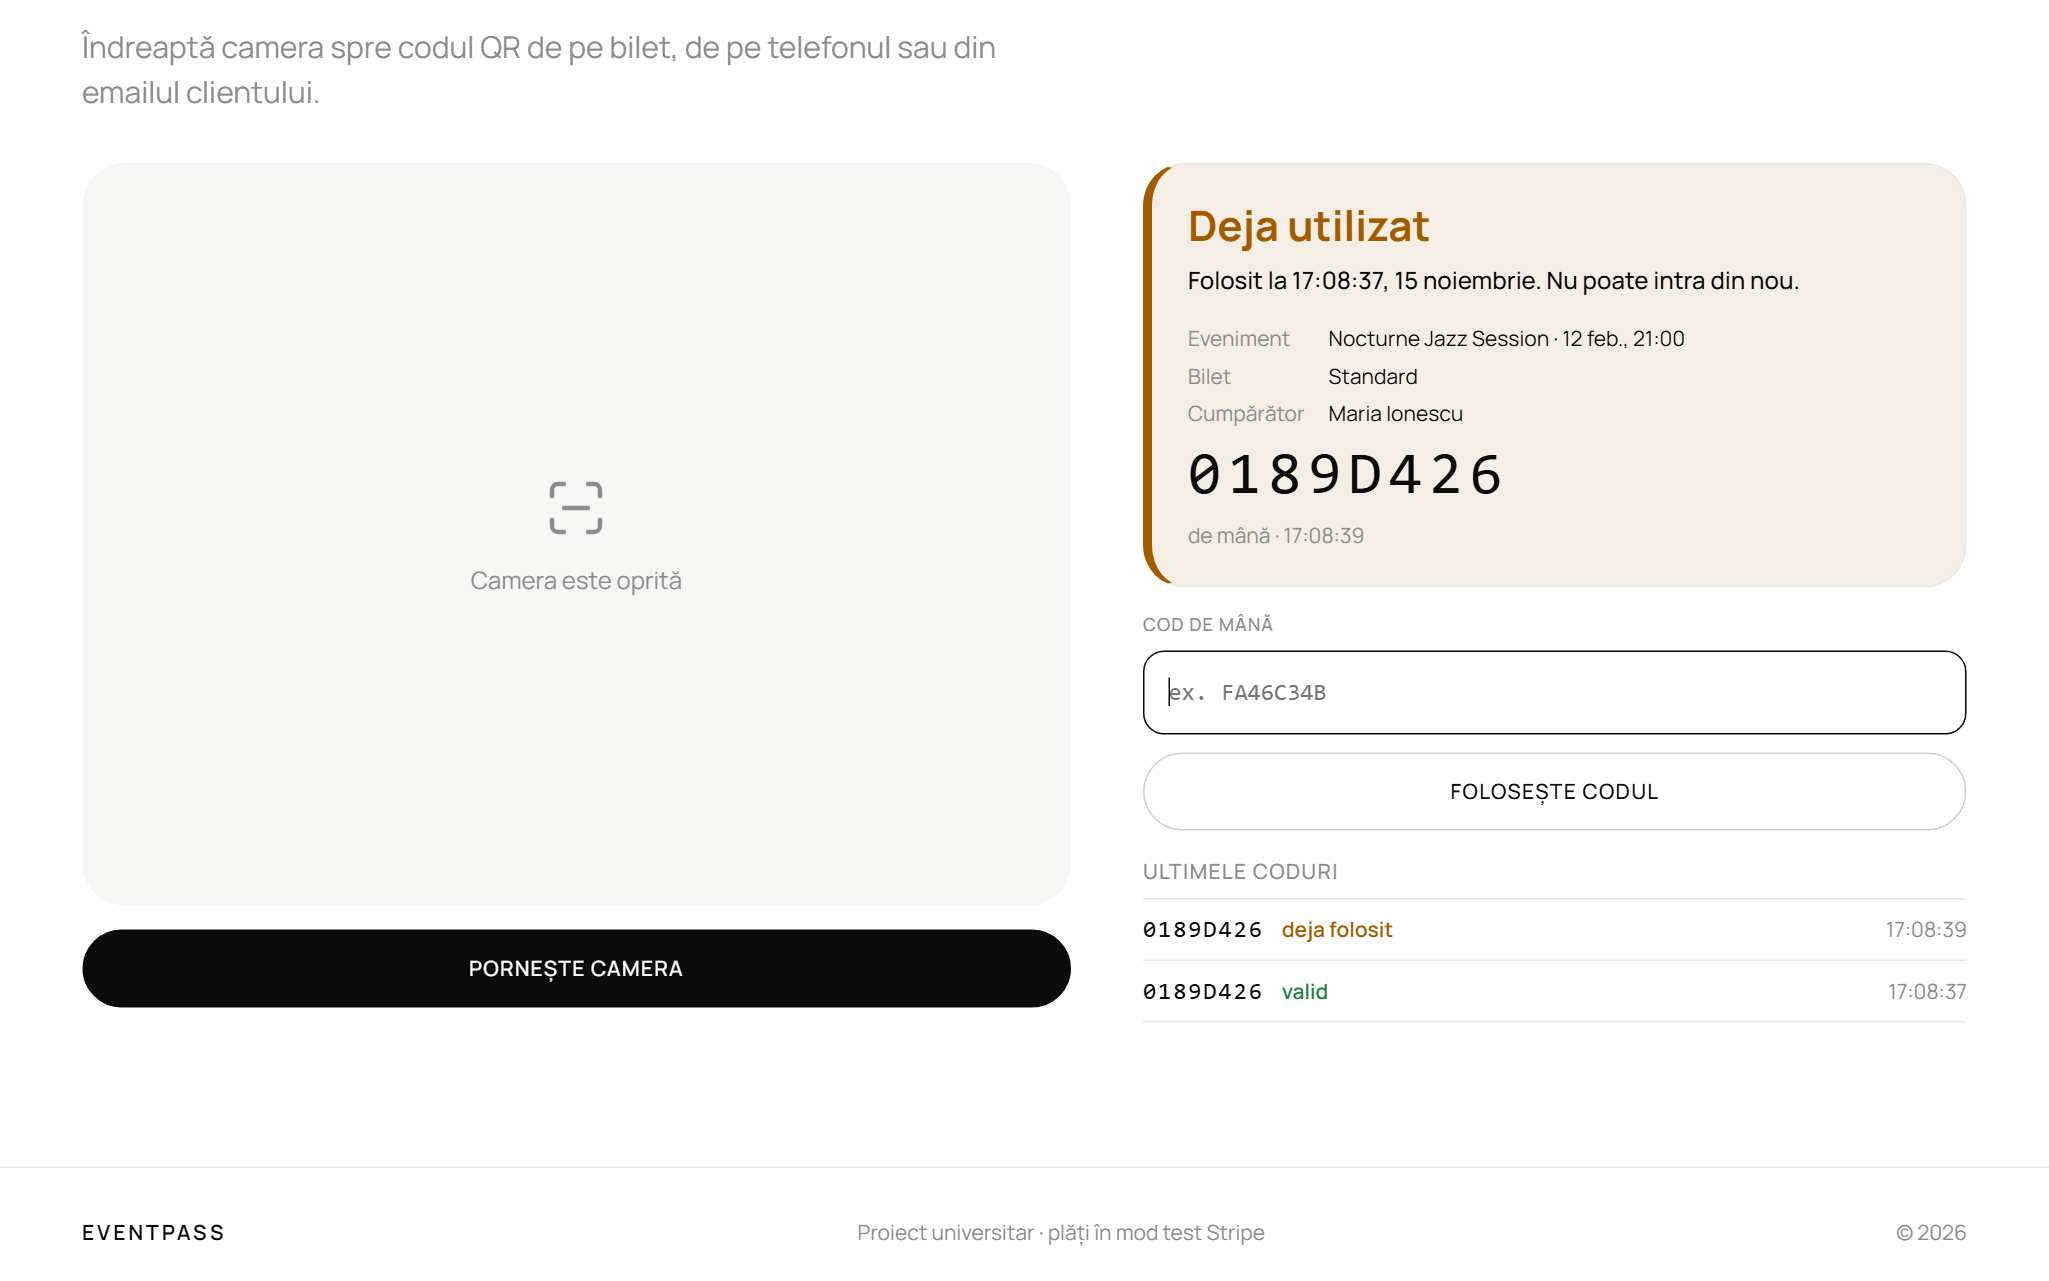 Îndreaptă camera spre codul QR de pe bilet, de pe telefonul sau din
emailul clientului.
Camera este oprită
PORNEȘTE CAMERA
Deja utilizat
Folosit la 17:08:37, 15 noiembrie. Nu poate intra din nou.
Eveniment Nocturne Jazz Session · 12 feb., 21:00
Bilet Standard
Cumpărător Maria Ionescu
0189D426
de mână · 17:08:39
COD DE MÂNĂ
ex. FA46C34B
FOLOSEȘTE CODUL
ULTIMELE CODURI
0189D426 deja folosit 17:08:39
0189D426 valid 17:08:37
EVENTPASS Proiect universitar · plăți în mod test Stripe © 2026